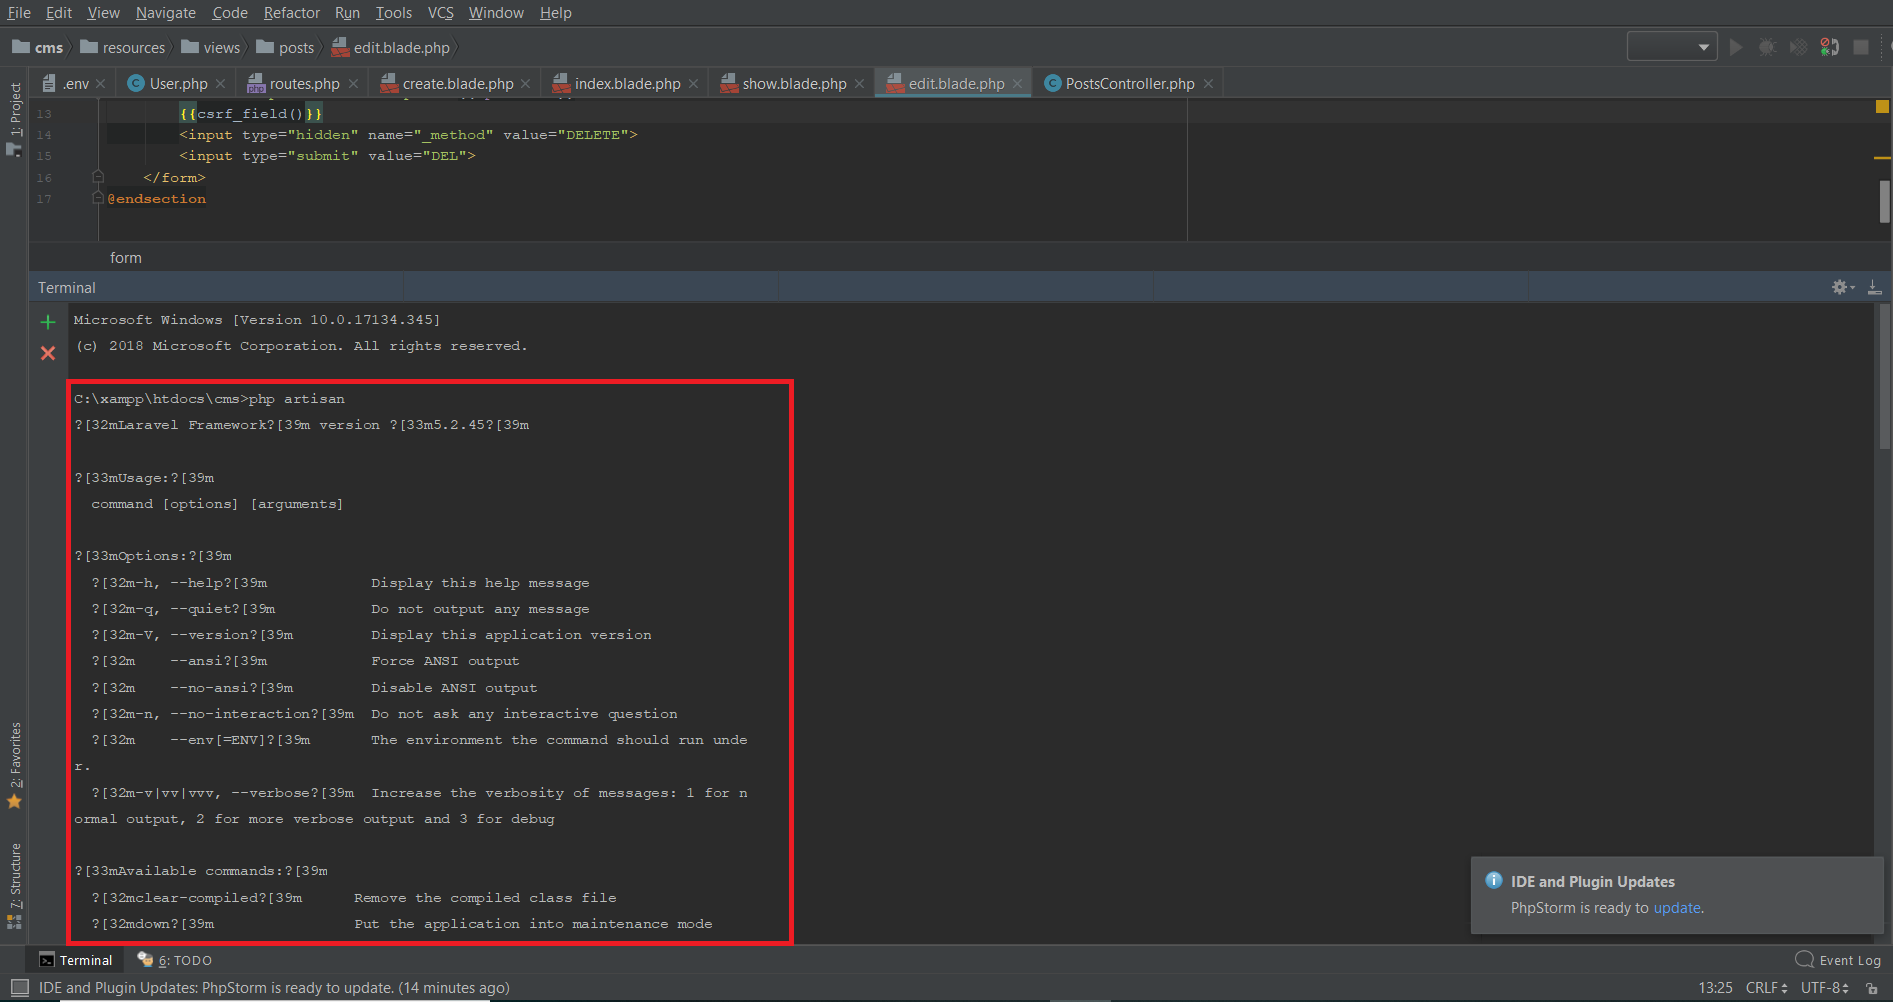 File Edit View Navigate Code Refactor Run Tools VCS Window Help
cms resources views posts edit.blade.php
.env User.php routes.php create.blade.php index.blade.php show.blade.php edit.blade.php PostsController.php
1: Project
13 {{csrf_field()}}
14 <input type="hidden" name="_method" value="DELETE">
15 <input type="submit" value="DEL">
16 </form>
17 @endsection
form
Terminal
Microsoft Windows [Version 10.0.17134.345]
(c) 2018 Microsoft Corporation. All rights reserved.
C:\xampp\htdocs\cms>php artisan
?[32mLaravel Framework?[39m version ?[33m5.2.45?[39m
?[33mUsage:?[39m
command [options] [arguments]
?[33mOptions:?[39m
?[32m-h, --help?[39m Display this help message
?[32m-q, --quiet?[39m Do not output any message
?[32m-V, --version?[39m Display this application version
?[32m --ansi?[39m Force ANSI output
?[32m --no-ansi?[39m Disable ANSI output
?[32m-n, --no-interaction?[39m Do not ask any interactive question
?[32m --env[=ENV]?[39m The environment the command should run unde
r.
?[32m-v|vv|vvv, --verbose?[39m Increase the verbosity of messages: 1 for n
ormal output, 2 for more verbose output and 3 for debug
?[33mAvailable commands:?[39m
?[32mclear-compiled?[39m Remove the compiled class file
?[32mdown?[39m Put the application into maintenance mode
2: Favorites
7: Structure
IDE and Plugin Updates
PhpStorm is ready to update.
Terminal 6: TODO Event Log
IDE and Plugin Updates: PhpStorm is ready to update. (14 minutes ago) 13:25 CRLF UTF-8